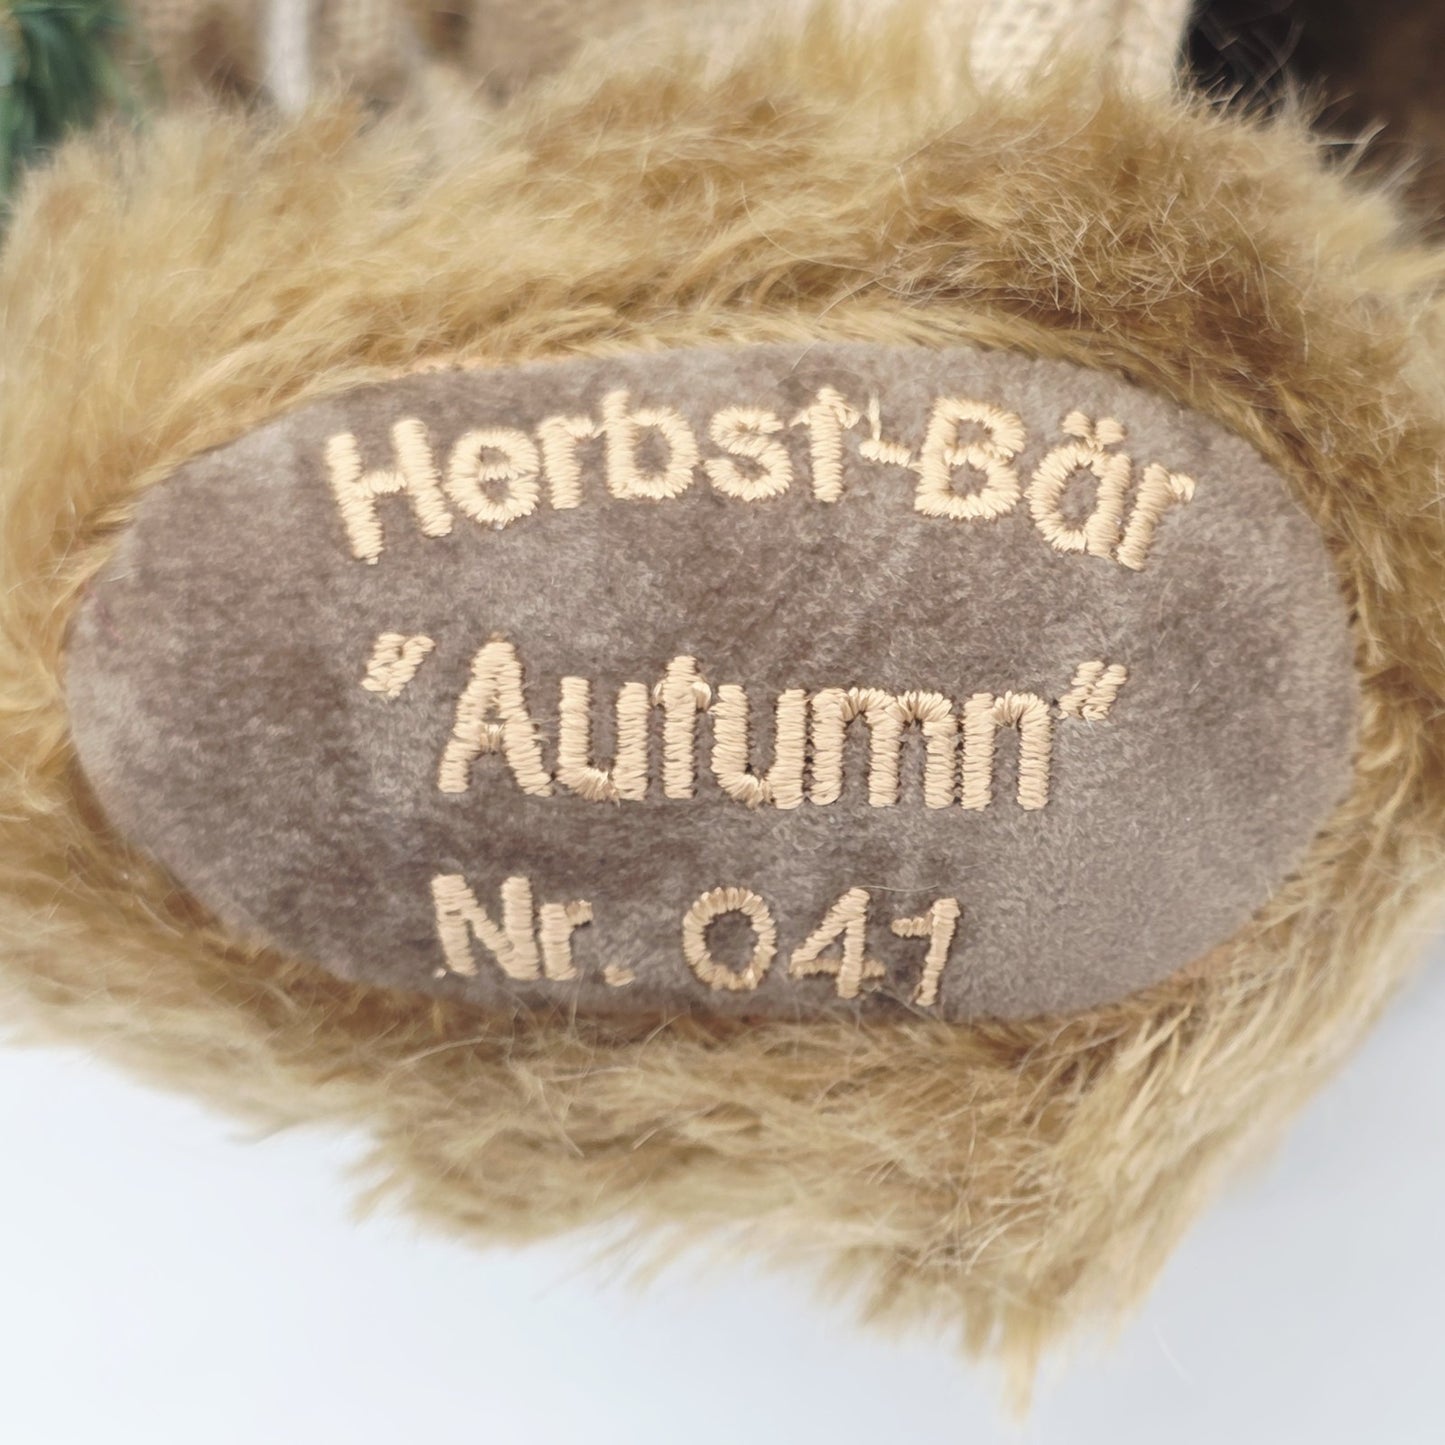 Herbst-Bär
"Autumn"
Nr. 041